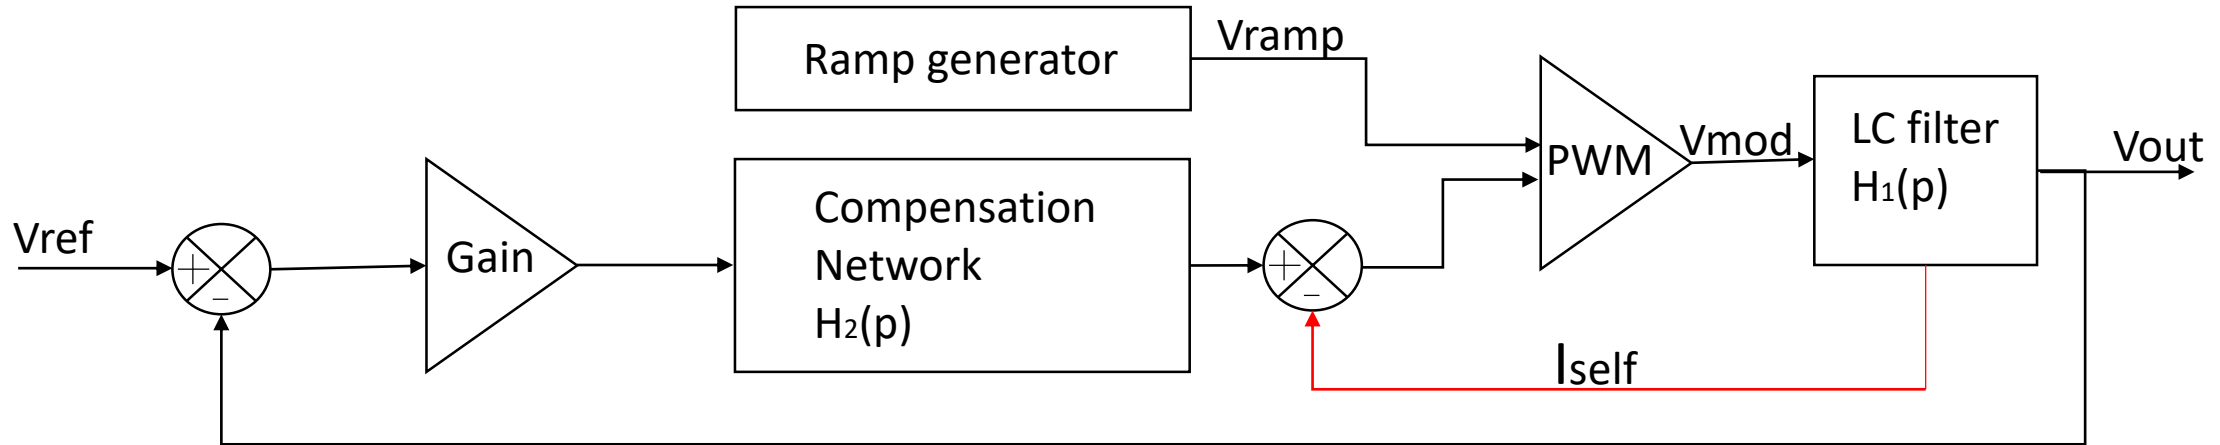 Ramp generator
Vramp
PWM
Vmod
LC filter
H1(p)
Vout
Vref
+
-
Gain
Compensation
Network
H2(p)
+
-
Iself